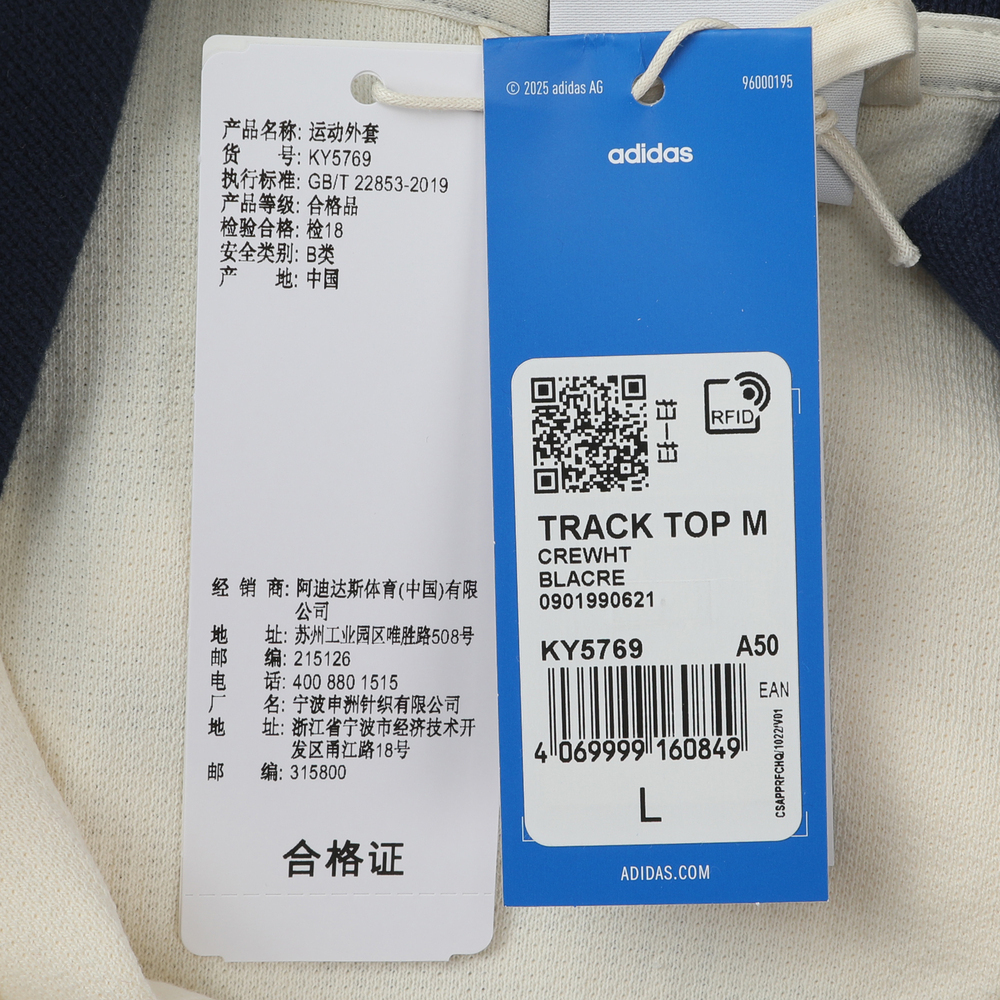 产品名称: 运动外套
货 号: KY5769
执行标准: GB/T 22853-2019
产品等级: 合格品
检验合格: 检18
安全类别: B类
产 地: 中国
经 销 商: 阿迪达斯体育(中国)有限
公司
地 址: 苏州工业园区唯胜路508号
邮 编: 215126
电 话: 400 880 1515
厂 名: 宁波申洲针织有限公司
地 址: 浙江省宁波市经济技术开
发区甬江路18号
邮 编: 315800
合格证
© 2025 adidas AG
96000195
adidas
扫一扫
RFID
TRACK TOP M
CREWHT
BLACRE
0901990621
KY5769 A50
EAN
4 069999 160849
CSAPPRFCHQ/1022/V01
L
ADIDAS.COM